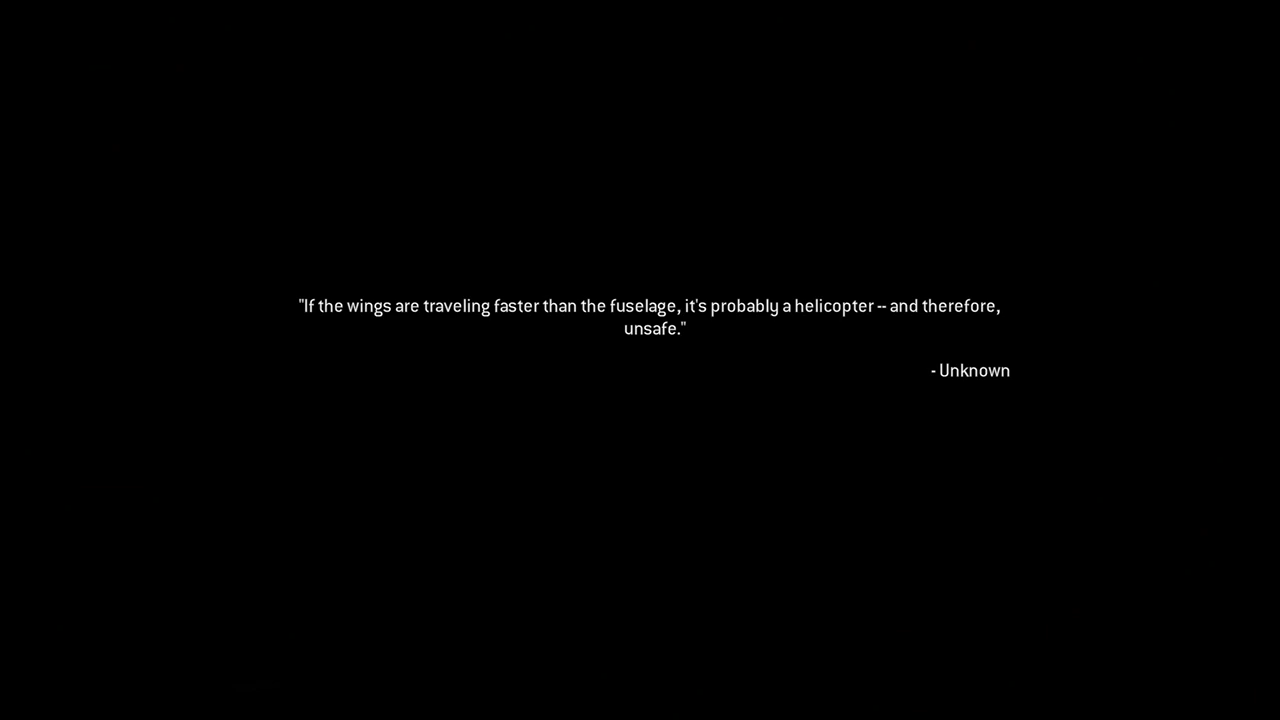 "If the wings are traveling faster than the fuselage, it's probably a helicopter -- and therefore,
unsafe."
- Unknown